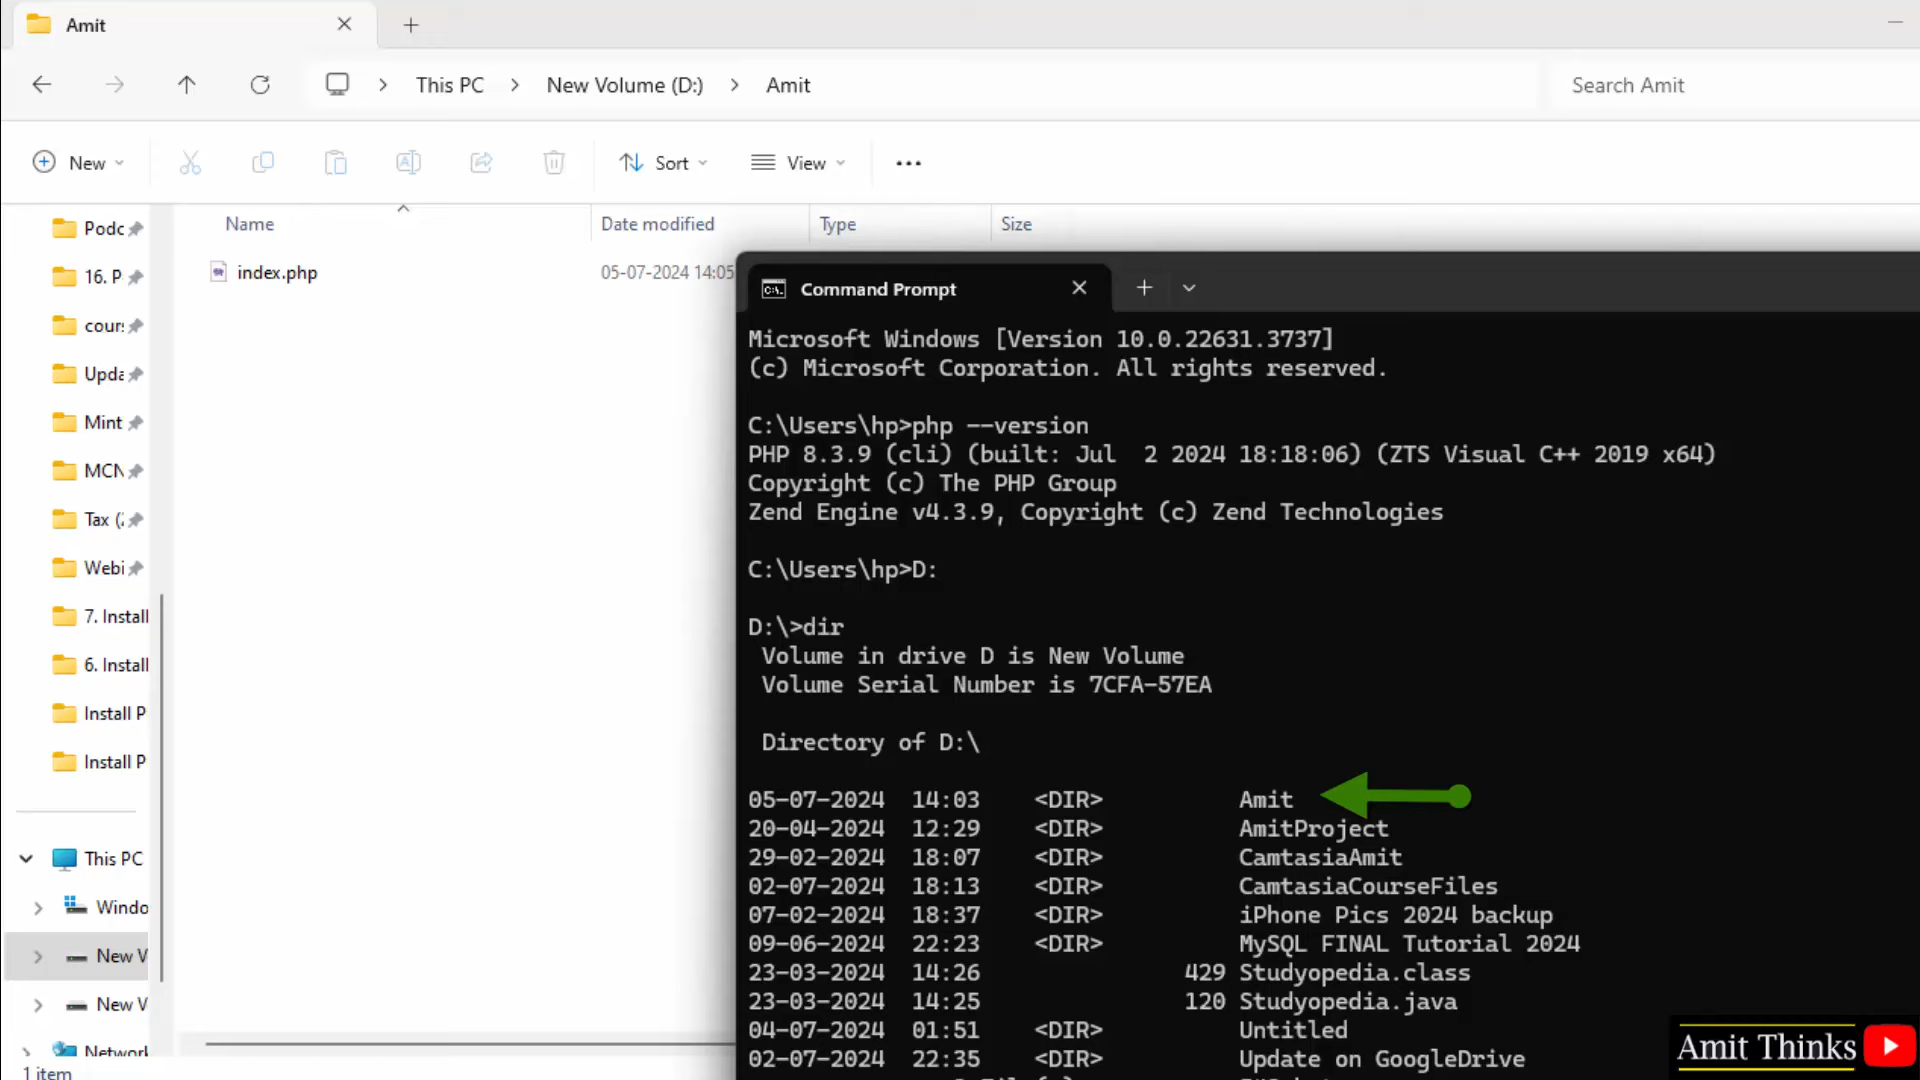 Amit
This PC
New Volume (D:)
Amit
Search Amit
New
Sort
View
Name
Date modified
Type
Size
index.php
05-07-2024 14:05
Podc
16. P
cour
Upda
Mint
MCN
Tax (
Webi
7. Install
6. Install
Install P
Install P
This PC
Windo
New V
New V
Network
1 item
Command Prompt
Microsoft Windows [Version 10.0.22631.3737]
(c) Microsoft Corporation. All rights reserved.
C:\Users\hp>php --version
PHP 8.3.9 (cli) (built: Jul  2 2024 18:18:06) (ZTS Visual C++ 2019 x64)
Copyright (c) The PHP Group
Zend Engine v4.3.9, Copyright (c) Zend Technologies
C:\Users\hp>D:
D:\>dir
Volume in drive D is New Volume
Volume Serial Number is 7CFA-57EA
Directory of D:\
05-07-2024  14:03    <DIR>          Amit
20-04-2024  12:29    <DIR>          AmitProject
29-02-2024  18:07    <DIR>          CamtasiaAmit
02-07-2024  18:13    <DIR>          CamtasiaCourseFiles
07-02-2024  18:37    <DIR>          iPhone Pics 2024 backup
09-06-2024  22:23    <DIR>          MySQL FINAL Tutorial 2024
23-03-2024  14:26               429 Studyopedia.class
23-03-2024  14:25               120 Studyopedia.java
04-07-2024  01:51    <DIR>          Untitled
02-07-2024  22:35    <DIR>          Update on GoogleDrive
Amit Thinks